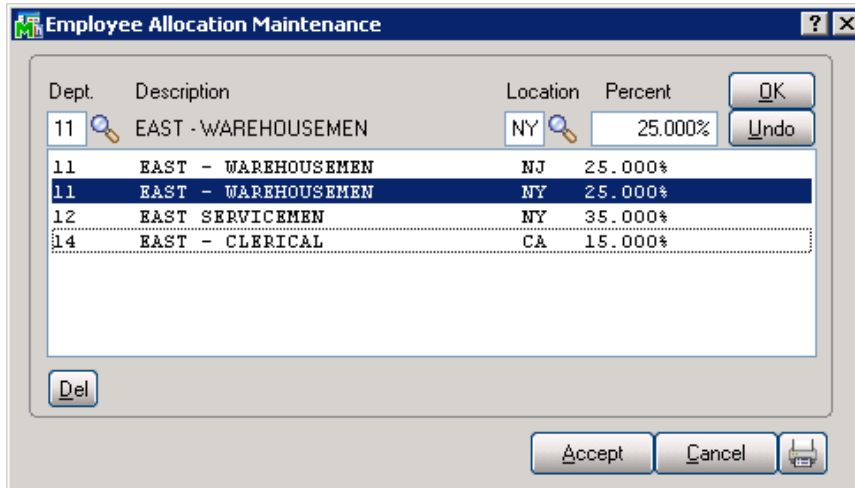 Employee Allocation Maintenance
Dept. Description Location Percent OK
11 EAST - WAREHOUSEMEN NY 25.000% Undo
11 EAST - WAREHOUSEMEN NJ 25.000%
11 EAST - WAREHOUSEMEN NY 25.000%
12 EAST SERVICEMEN NY 35.000%
14 EAST - CLERICAL CA 15.000%
Del
Accept Cancel